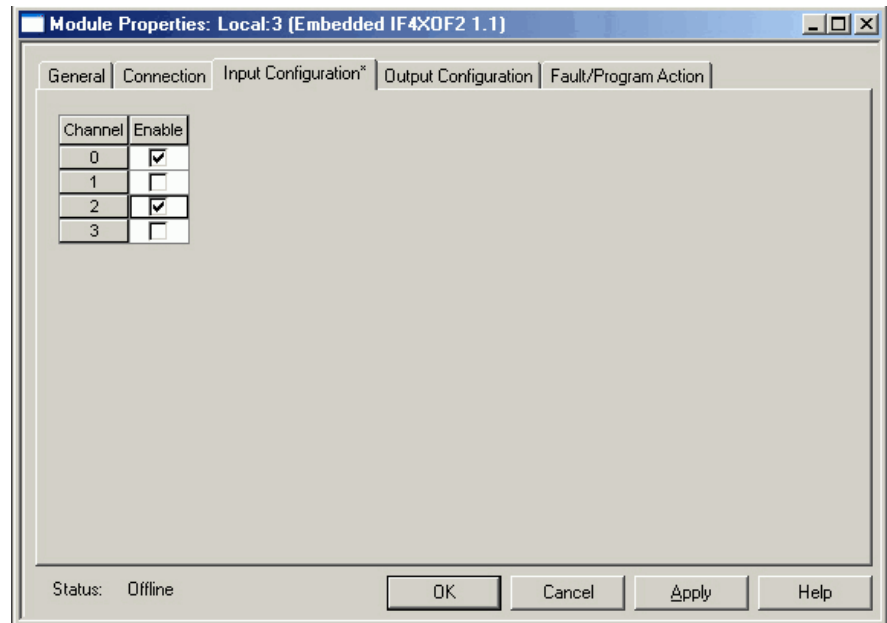 Module Properties: Local:3 (Embedded IF4XOF2 1.1)
General Connection Input Configuration* Output Configuration Fault/Program Action
Channel Enable
0
1
2
3
Status: Offline OK Cancel Apply Help